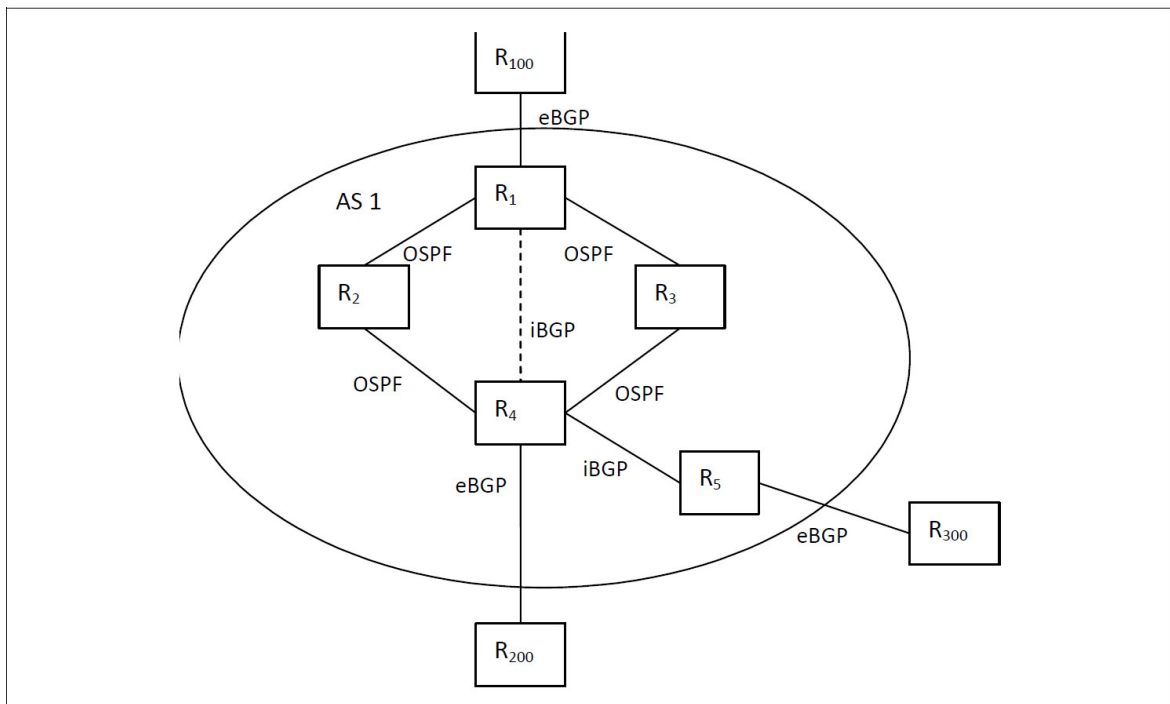 R100
eBGP
R1
AS 1
OSPF
OSPF
R2
R3
iBGP
OSPF
OSPF
R4
iBGP
R5
eBGP
eBGP
R300
R200